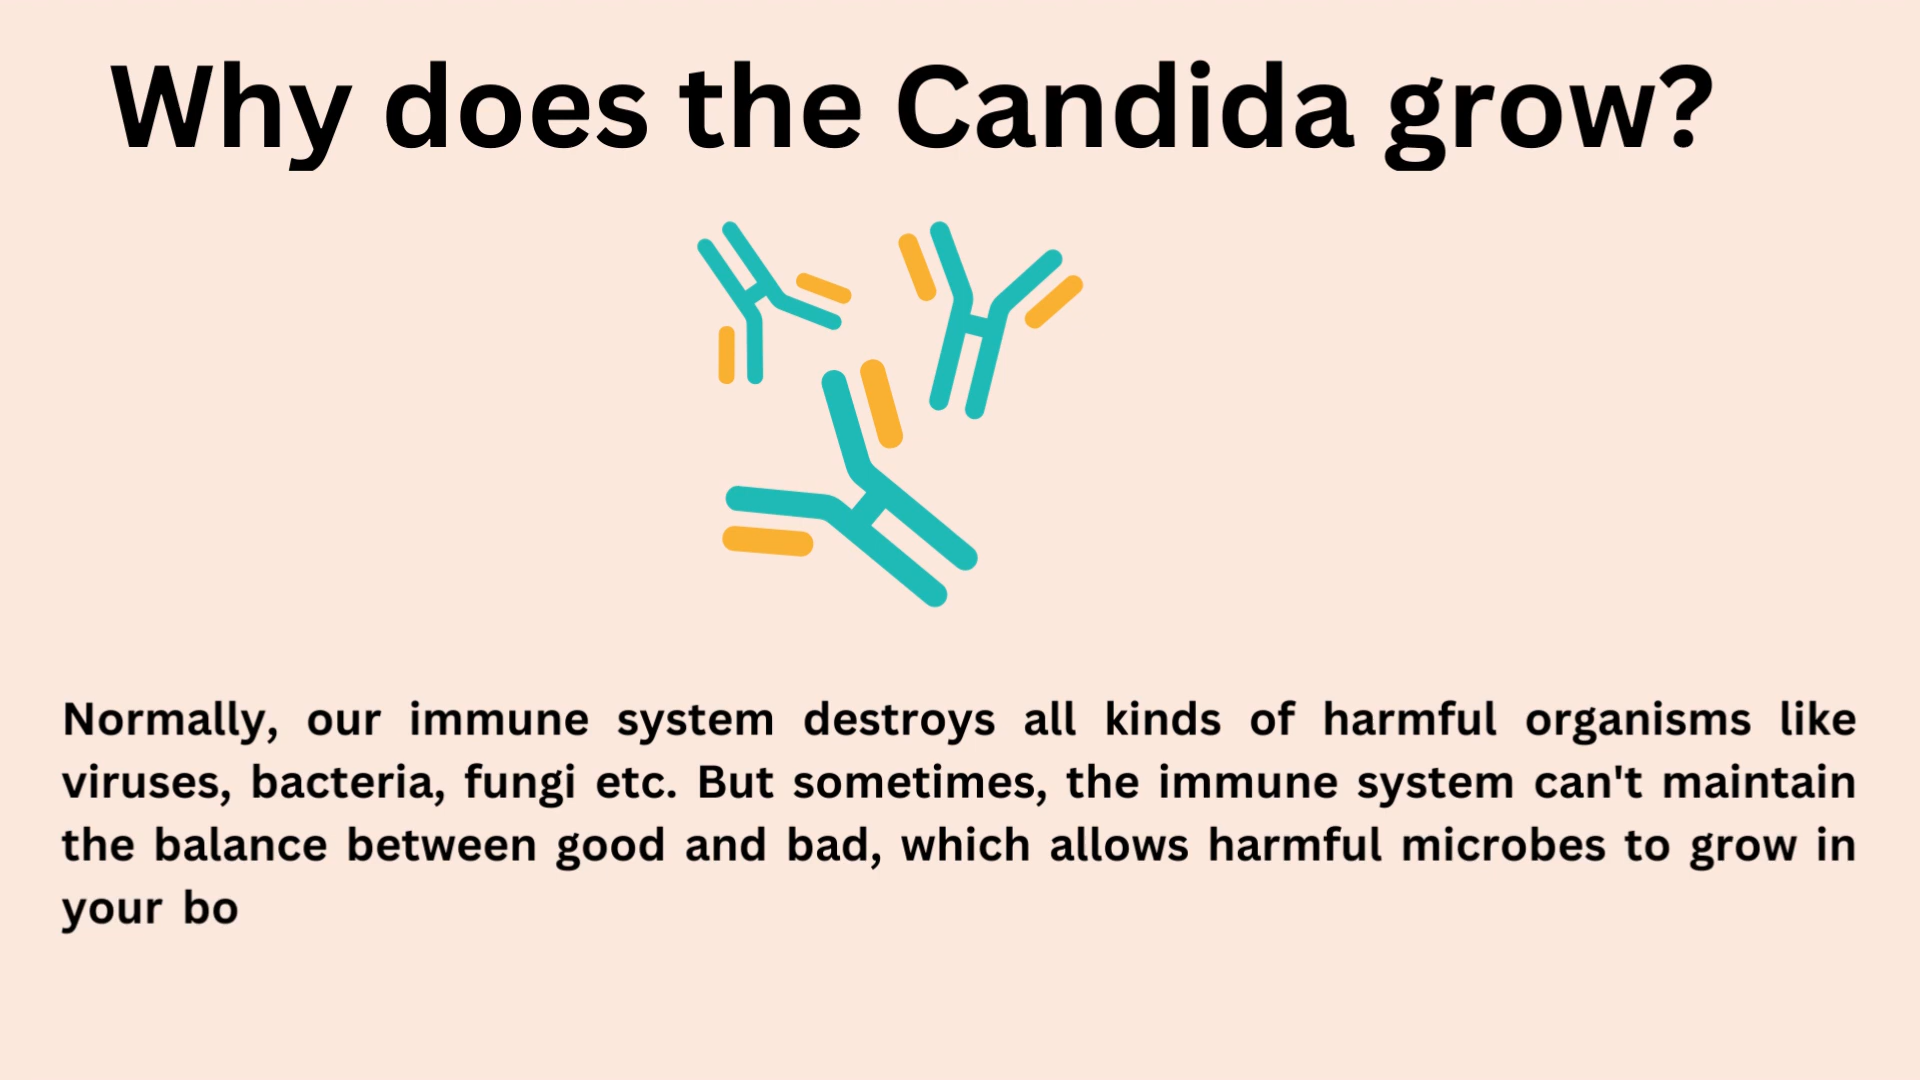 Why does the Candida grow?
Normally, our immune system destroys all kinds of harmful organisms like
viruses, bacteria, fungi etc. But sometimes, the immune system can't maintain
the balance between good and bad, which allows harmful microbes to grow in
your bo